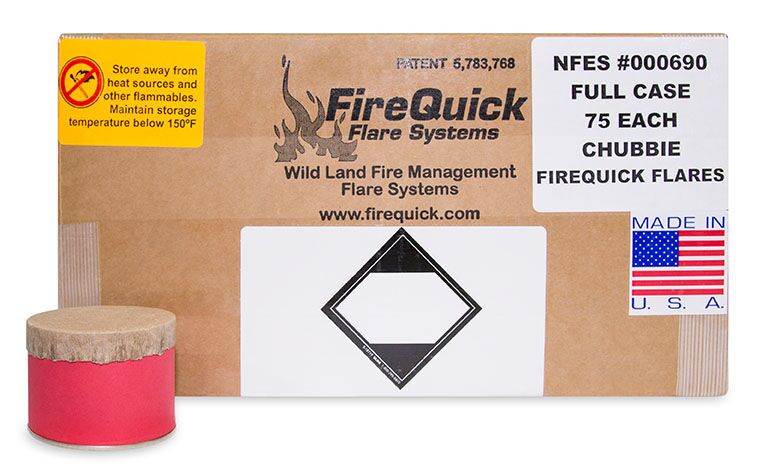 Store away from
heat sources and
other flammables.
Maintain storage
temperature below 150°F
PATENT 5,783,768
FireQuick
Flare Systems
Wild Land Fire Management
Flare Systems
www.firequick.com
NFES #000690
FULL CASE
75 EACH
CHUBBIE
FIREQUICK FLARES
MADE IN
U. S. A.